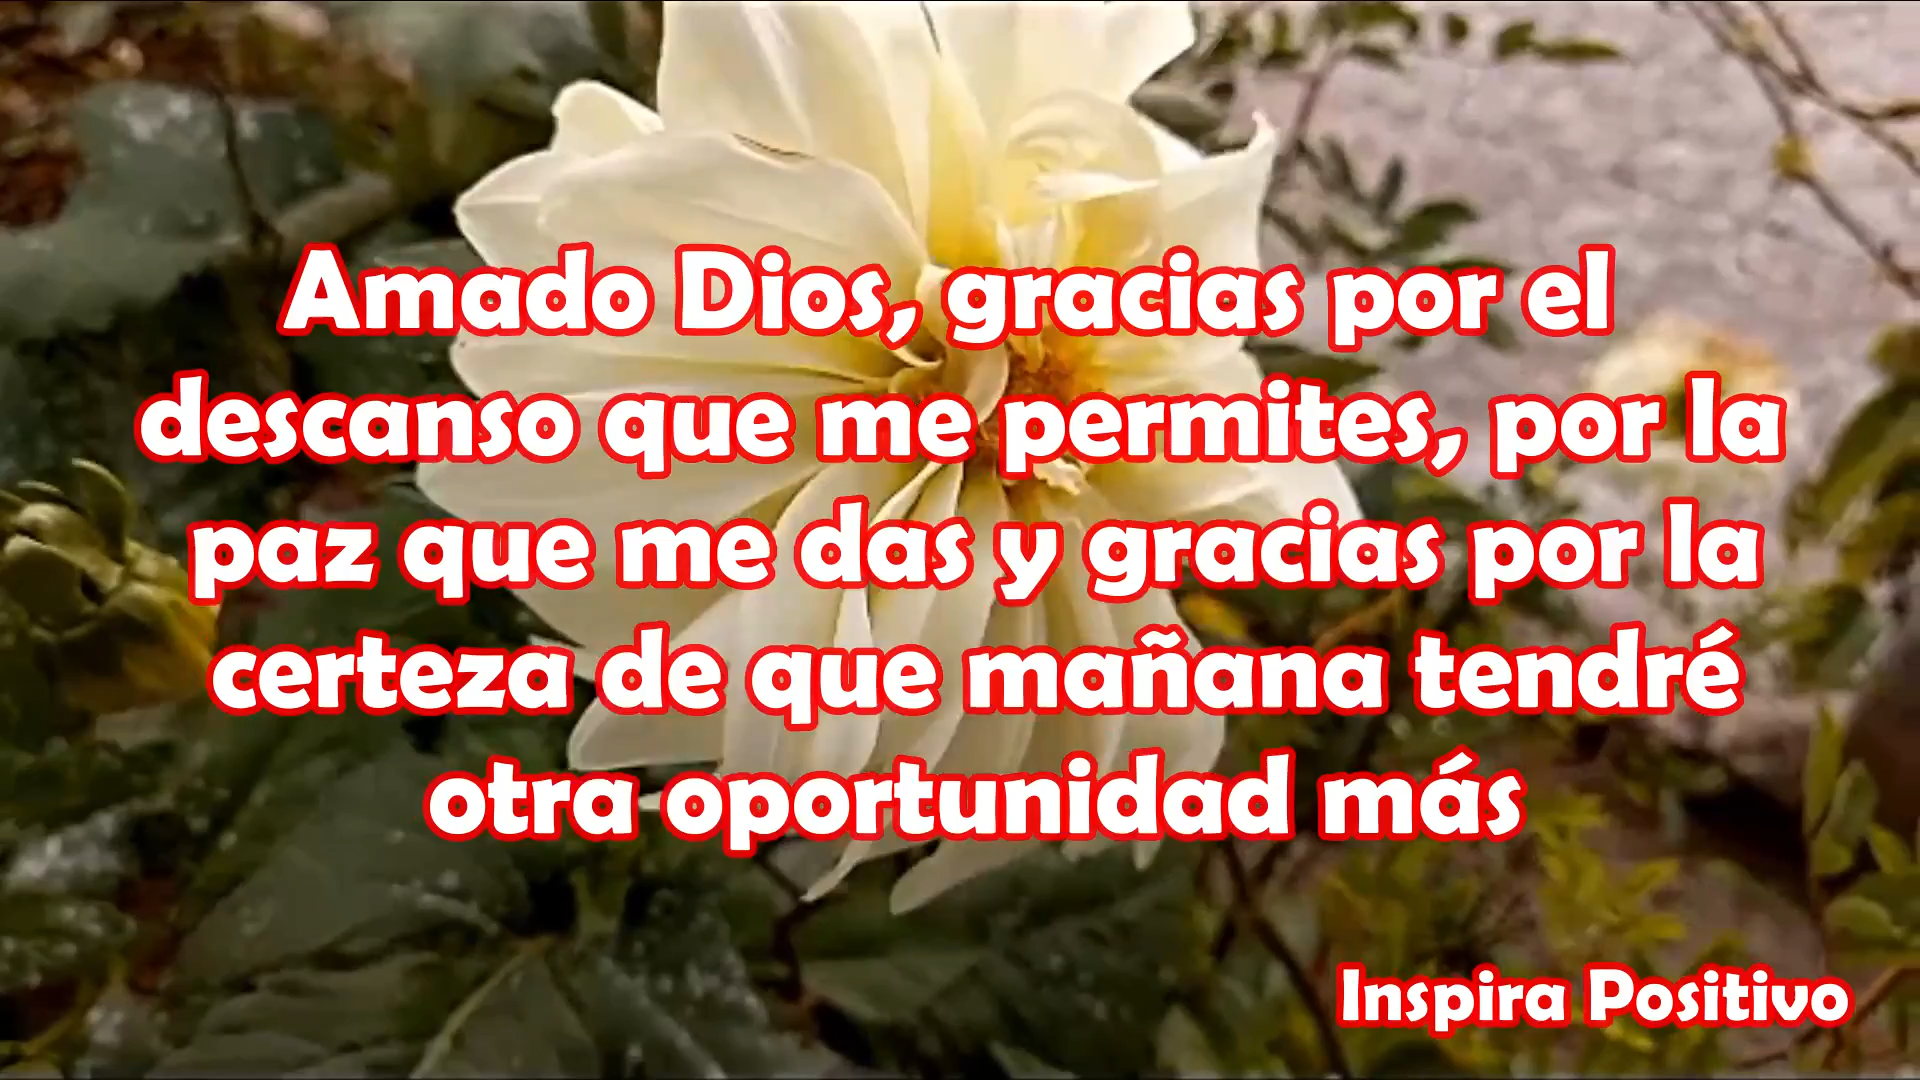 Amado Dios, gracias por el
descanso que me permites, por la
paz que me das y gracias por la
certeza de que mañana tendré
otra oportunidad más
Inspira Positivo